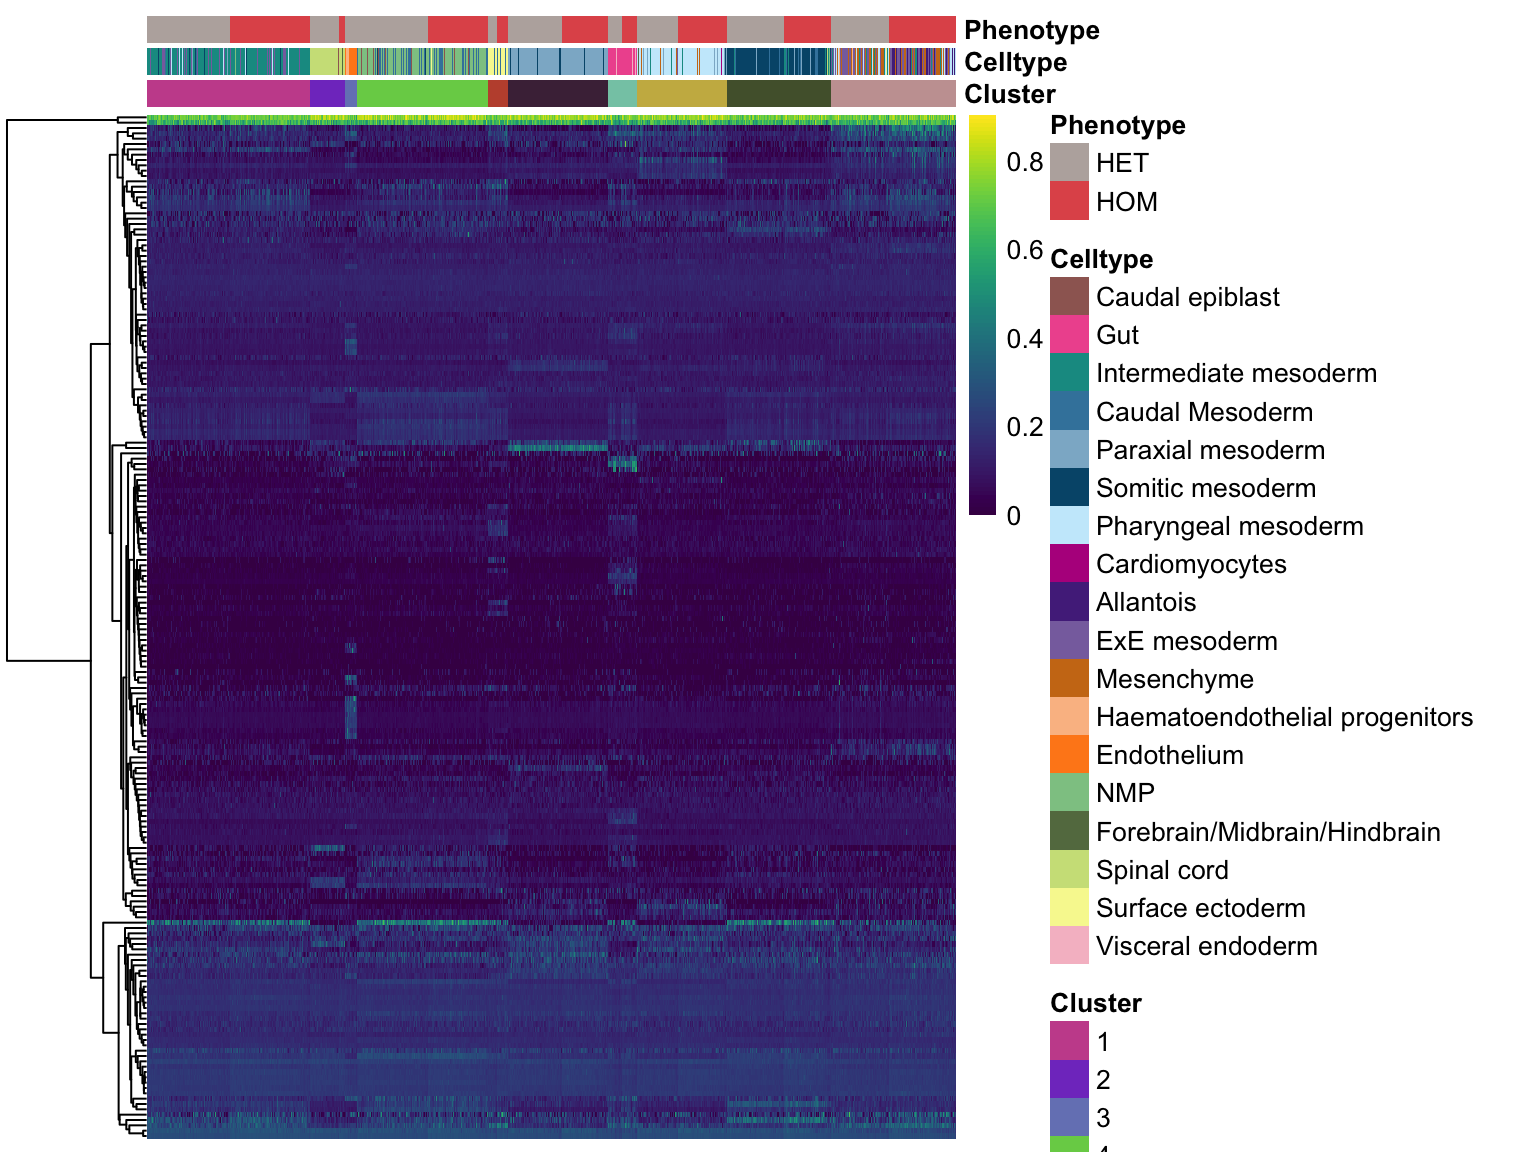 Phenotype
Celltype
Cluster
0.8
0.6
0.4
0.2
0
Phenotype
HET
HOM
Celltype
Caudal epiblast
Gut
Intermediate mesoderm
Caudal Mesoderm
Paraxial mesoderm
Somitic mesoderm
Pharyngeal mesoderm
Cardiomyocytes
Allantois
ExE mesoderm
Mesenchyme
Haematoendothelial progenitors
Endothelium
NMP
Forebrain/Midbrain/Hindbrain
Spinal cord
Surface ectoderm
Visceral endoderm
Cluster
1
2
3